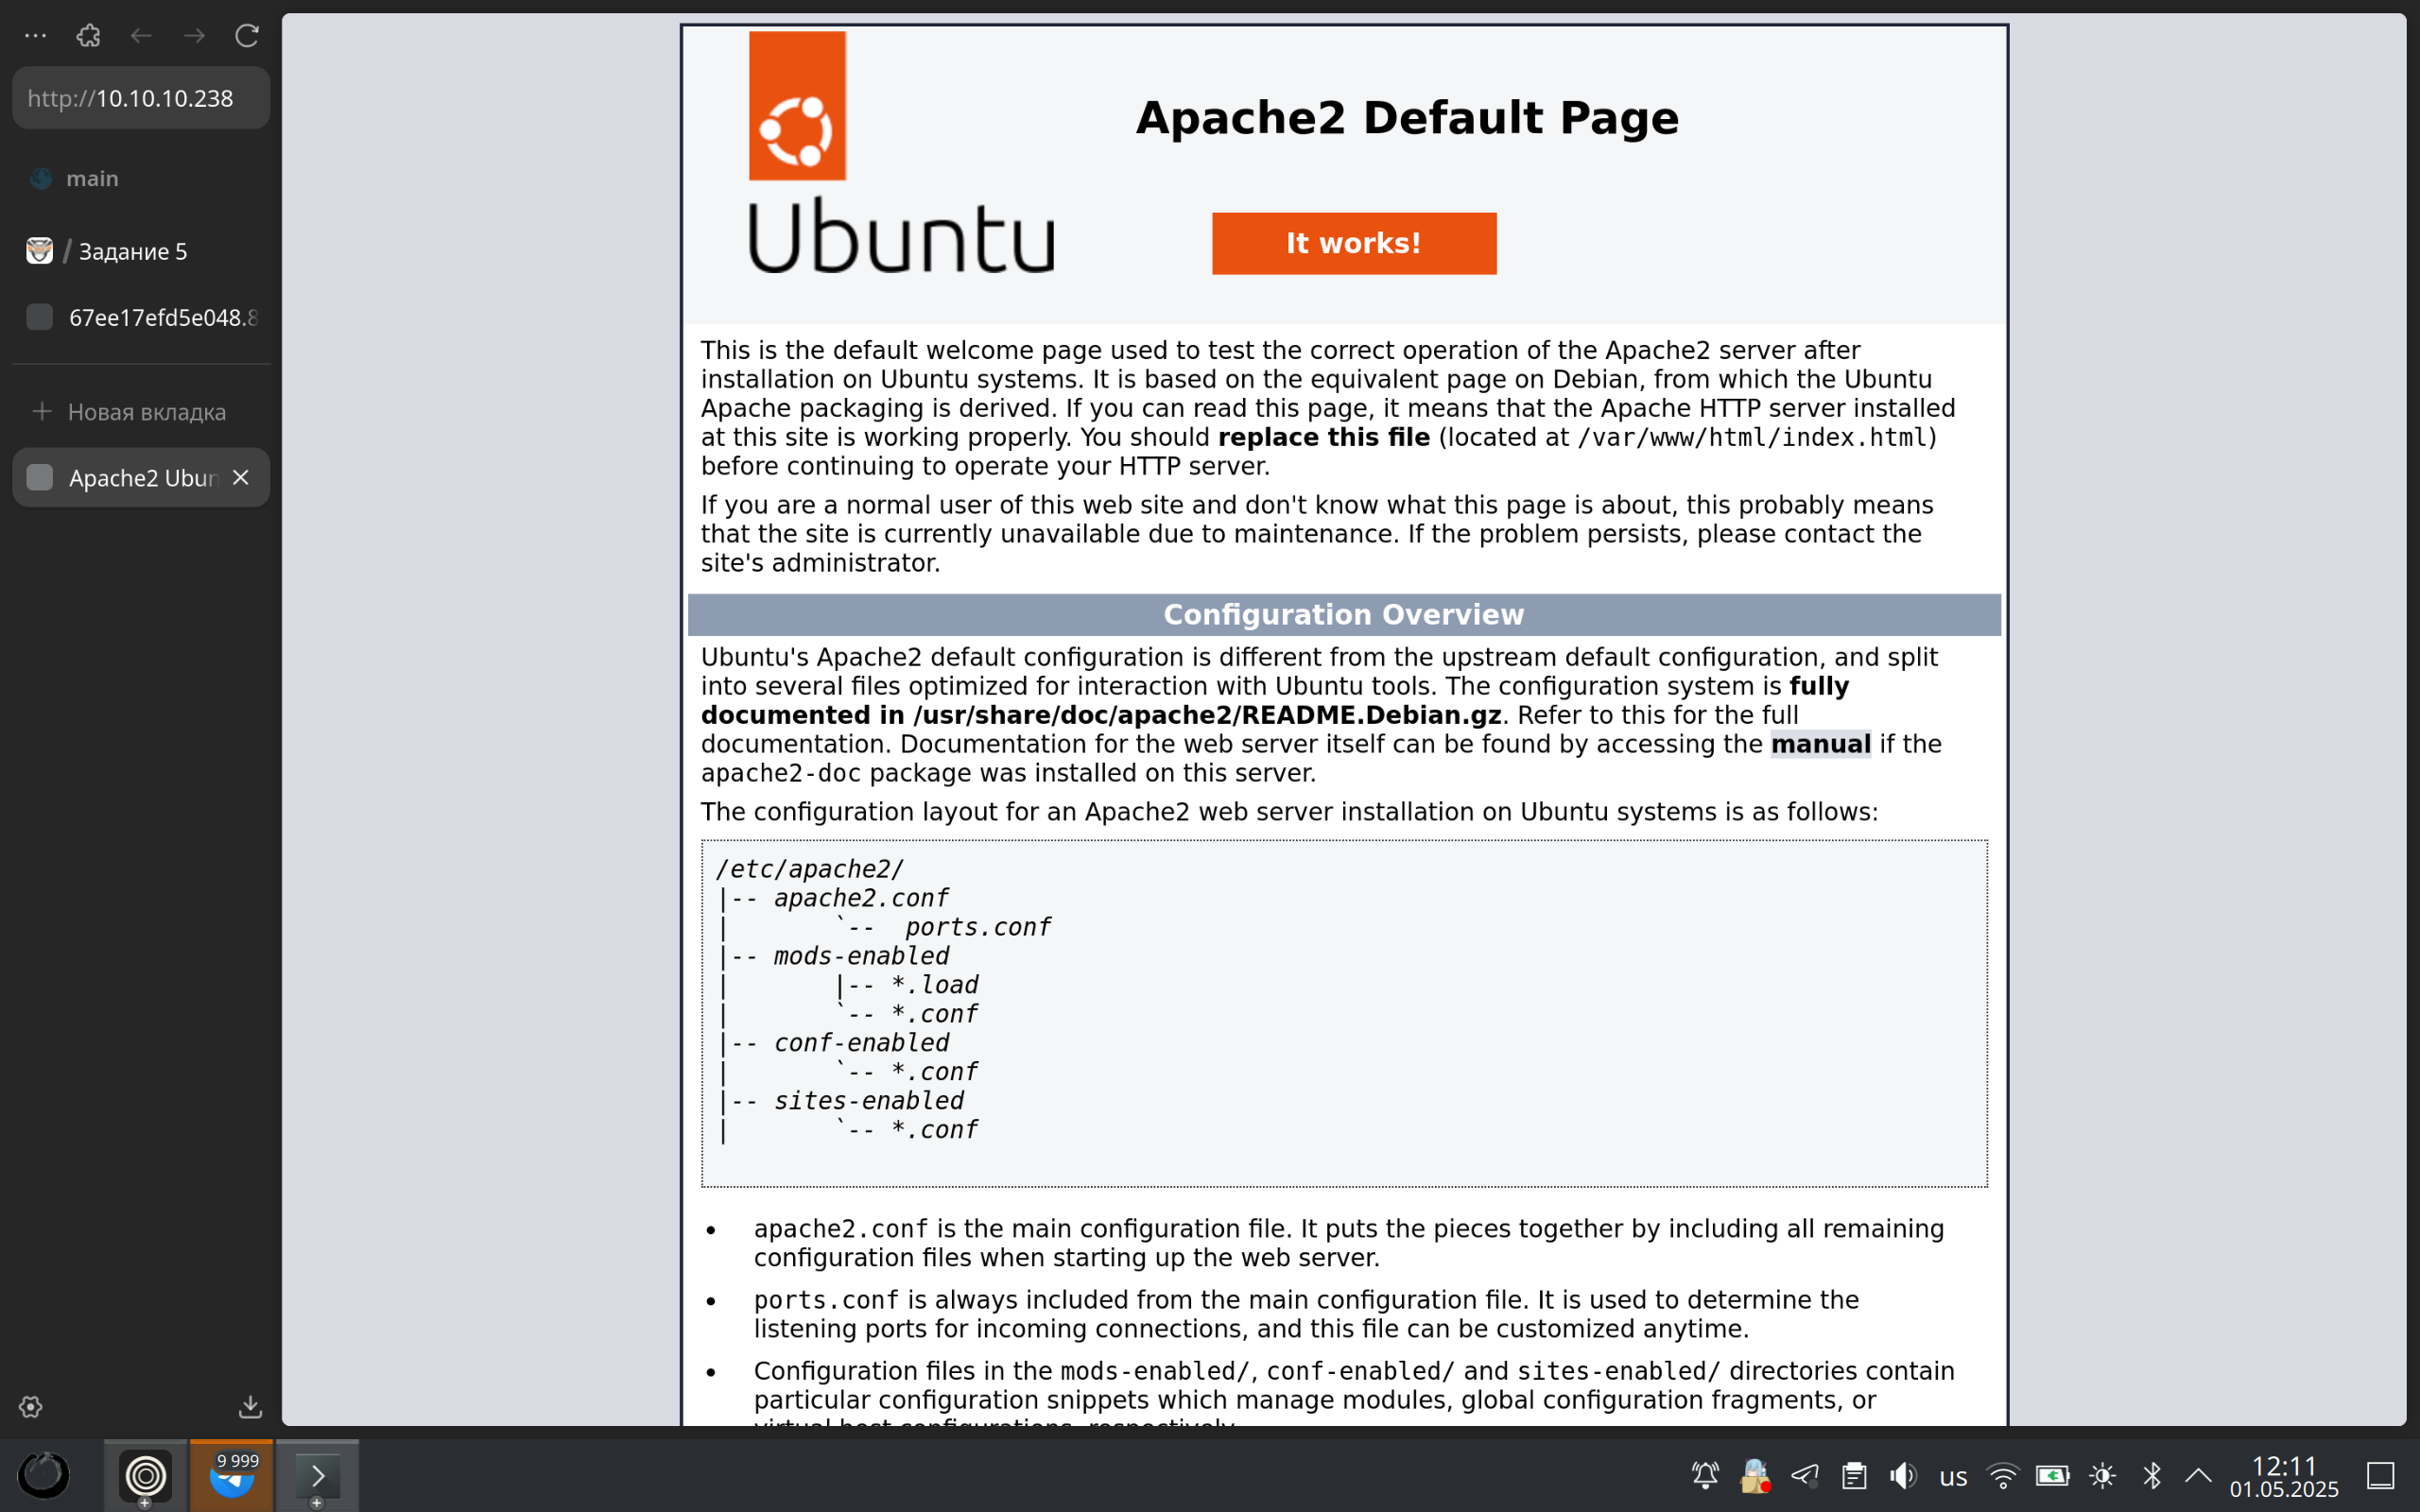 http://10.10.10.238
main
/ Задание 5
67ee17efd5e048.8
Новая вкладка
Apache2 Ubun
Ubuntu
Apache2 Default Page
It works!
This is the default welcome page used to test the correct operation of the Apache2 server after
installation on Ubuntu systems. It is based on the equivalent page on Debian, from which the Ubuntu
Apache packaging is derived. If you can read this page, it means that the Apache HTTP server installed
at this site is working properly. You should replace this file (located at /var/www/html/index.html)
before continuing to operate your HTTP server.
If you are a normal user of this web site and don't know what this page is about, this probably means
that the site is currently unavailable due to maintenance. If the problem persists, please contact the
site's administrator.
Configuration Overview
Ubuntu's Apache2 default configuration is different from the upstream default configuration, and split
into several files optimized for interaction with Ubuntu tools. The configuration system is fully
documented in /usr/share/doc/apache2/README.Debian.gz. Refer to this for the full
documentation. Documentation for the web server itself can be found by accessing the manual if the
apache2-doc package was installed on this server.
The configuration layout for an Apache2 web server installation on Ubuntu systems is as follows:
/etc/apache2/
|-- apache2.conf
|       `--  ports.conf
|-- mods-enabled
|       |-- *.load
|       `-- *.conf
|-- conf-enabled
|       `-- *.conf
|-- sites-enabled
|       `-- *.conf
• apache2.conf is the main configuration file. It puts the pieces together by including all remaining
configuration files when starting up the web server.
• ports.conf is always included from the main configuration file. It is used to determine the
listening ports for incoming connections, and this file can be customized anytime.
• Configuration files in the mods-enabled/, conf-enabled/ and sites-enabled/ directories contain
particular configuration snippets which manage modules, global configuration fragments, or
virtual host configurations, respectively.
9 999
us
12:11
01.05.2025